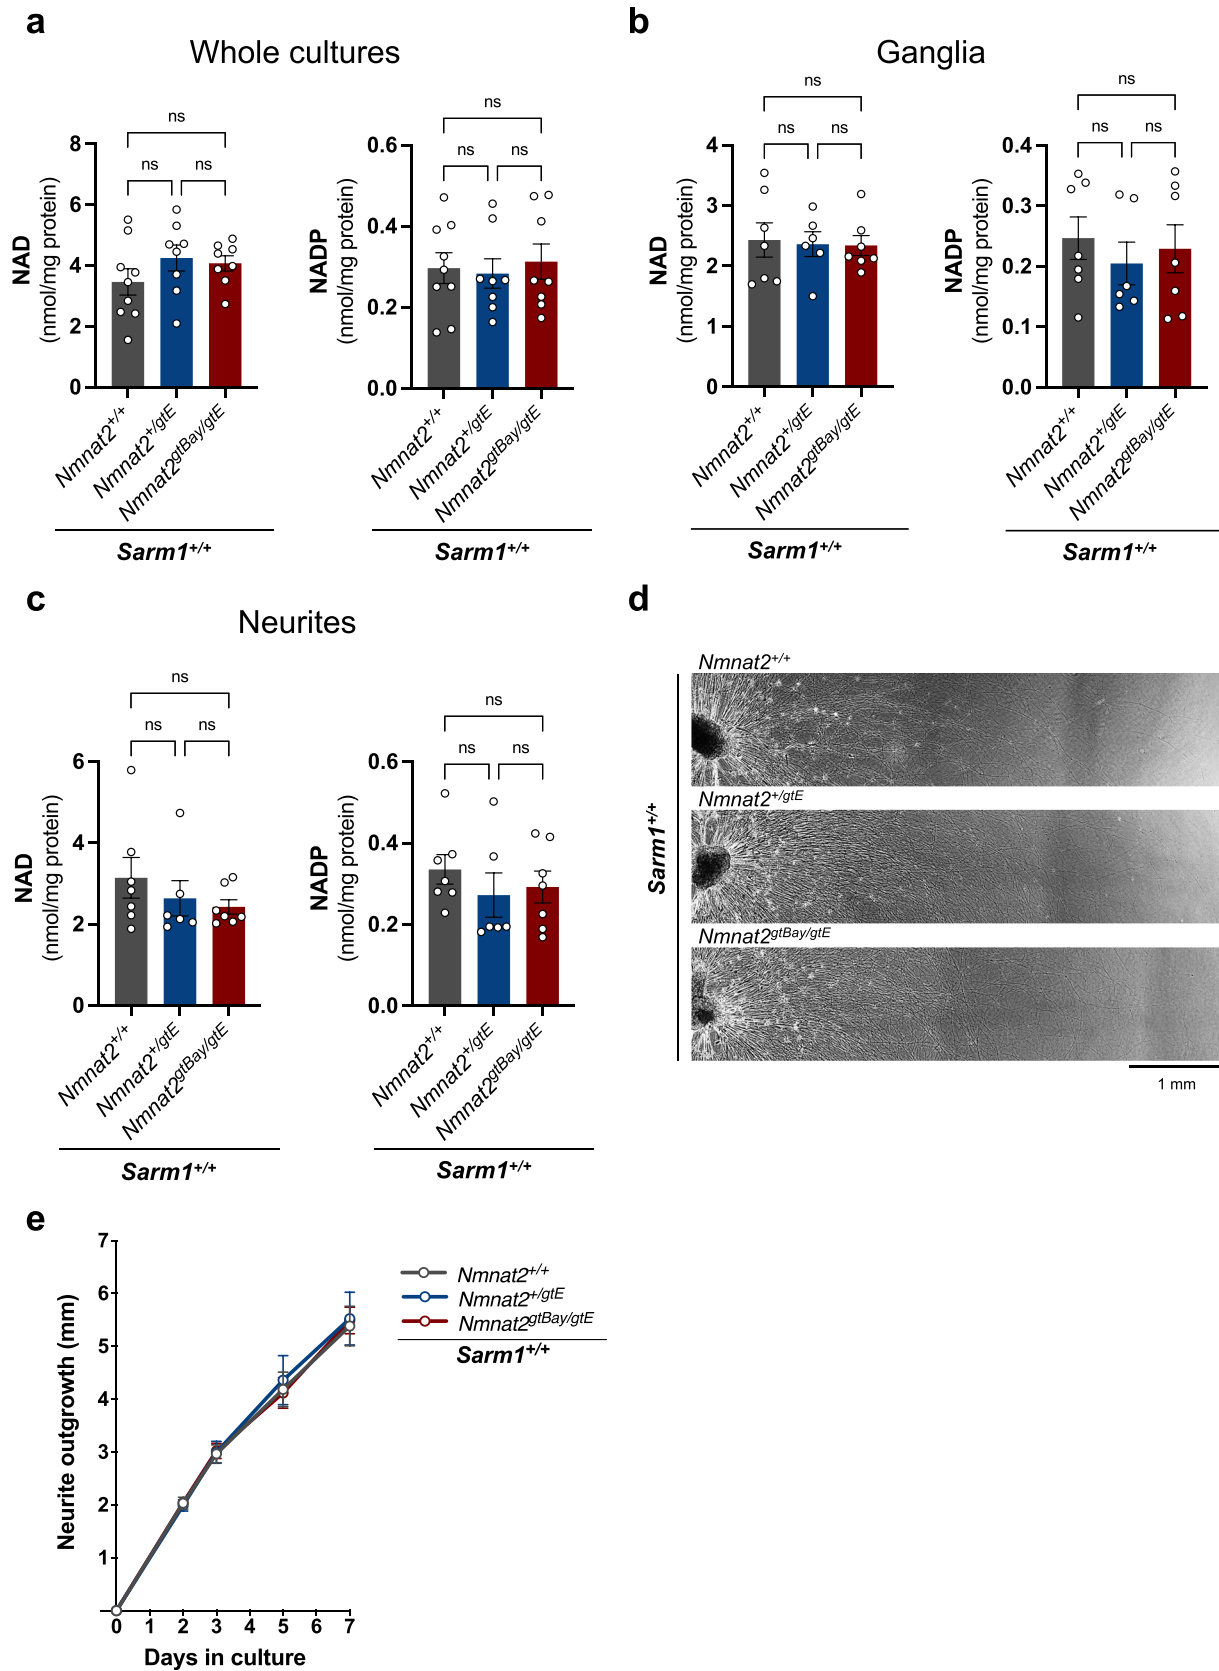 a
Whole cultures
ns
ns ns
8
6
4
2
0
NAD
(nmol/mg protein)
Nmnat2+/+
Nmnat2+/gtE
Nmnat2gtBay/gtE
Sarm1+/+
ns
ns ns
0.6
0.4
0.2
0.0
NADP
(nmol/mg protein)
Nmnat2+/+
Nmnat2+/gtE
Nmnat2gtBay/gtE
Sarm1+/+
b
Ganglia
ns
ns ns
4
3
2
1
0
NAD
(nmol/mg protein)
Nmnat2+/+
Nmnat2+/gtE
Nmnat2gtBay/gtE
Sarm1+/+
ns
ns ns
0.4
0.3
0.2
0.1
0.0
NADP
(nmol/mg protein)
Nmnat2+/+
Nmnat2+/gtE
Nmnat2gtBay/gtE
Sarm1+/+
c
Neurites
ns
ns ns
6
4
2
0
NAD
(nmol/mg protein)
Nmnat2+/+
Nmnat2+/gtE
Nmnat2gtBay/gtE
Sarm1+/+
ns
ns ns
0.6
0.4
0.2
0.0
NADP
(nmol/mg protein)
Nmnat2+/+
Nmnat2+/gtE
Nmnat2gtBay/gtE
Sarm1+/+
d
Sarm1+/+
Nmnat2+/+
Nmnat2+/gtE
Nmnat2gtBay/gtE
1 mm
e
7
6
5
4
3
2
1
Neurite outgrowth (mm)
0 1 2 3 4 5 6 7
Days in culture
Nmnat2+/+
Nmnat2+/gtE
Nmnat2gtBay/gtE
Sarm1+/+